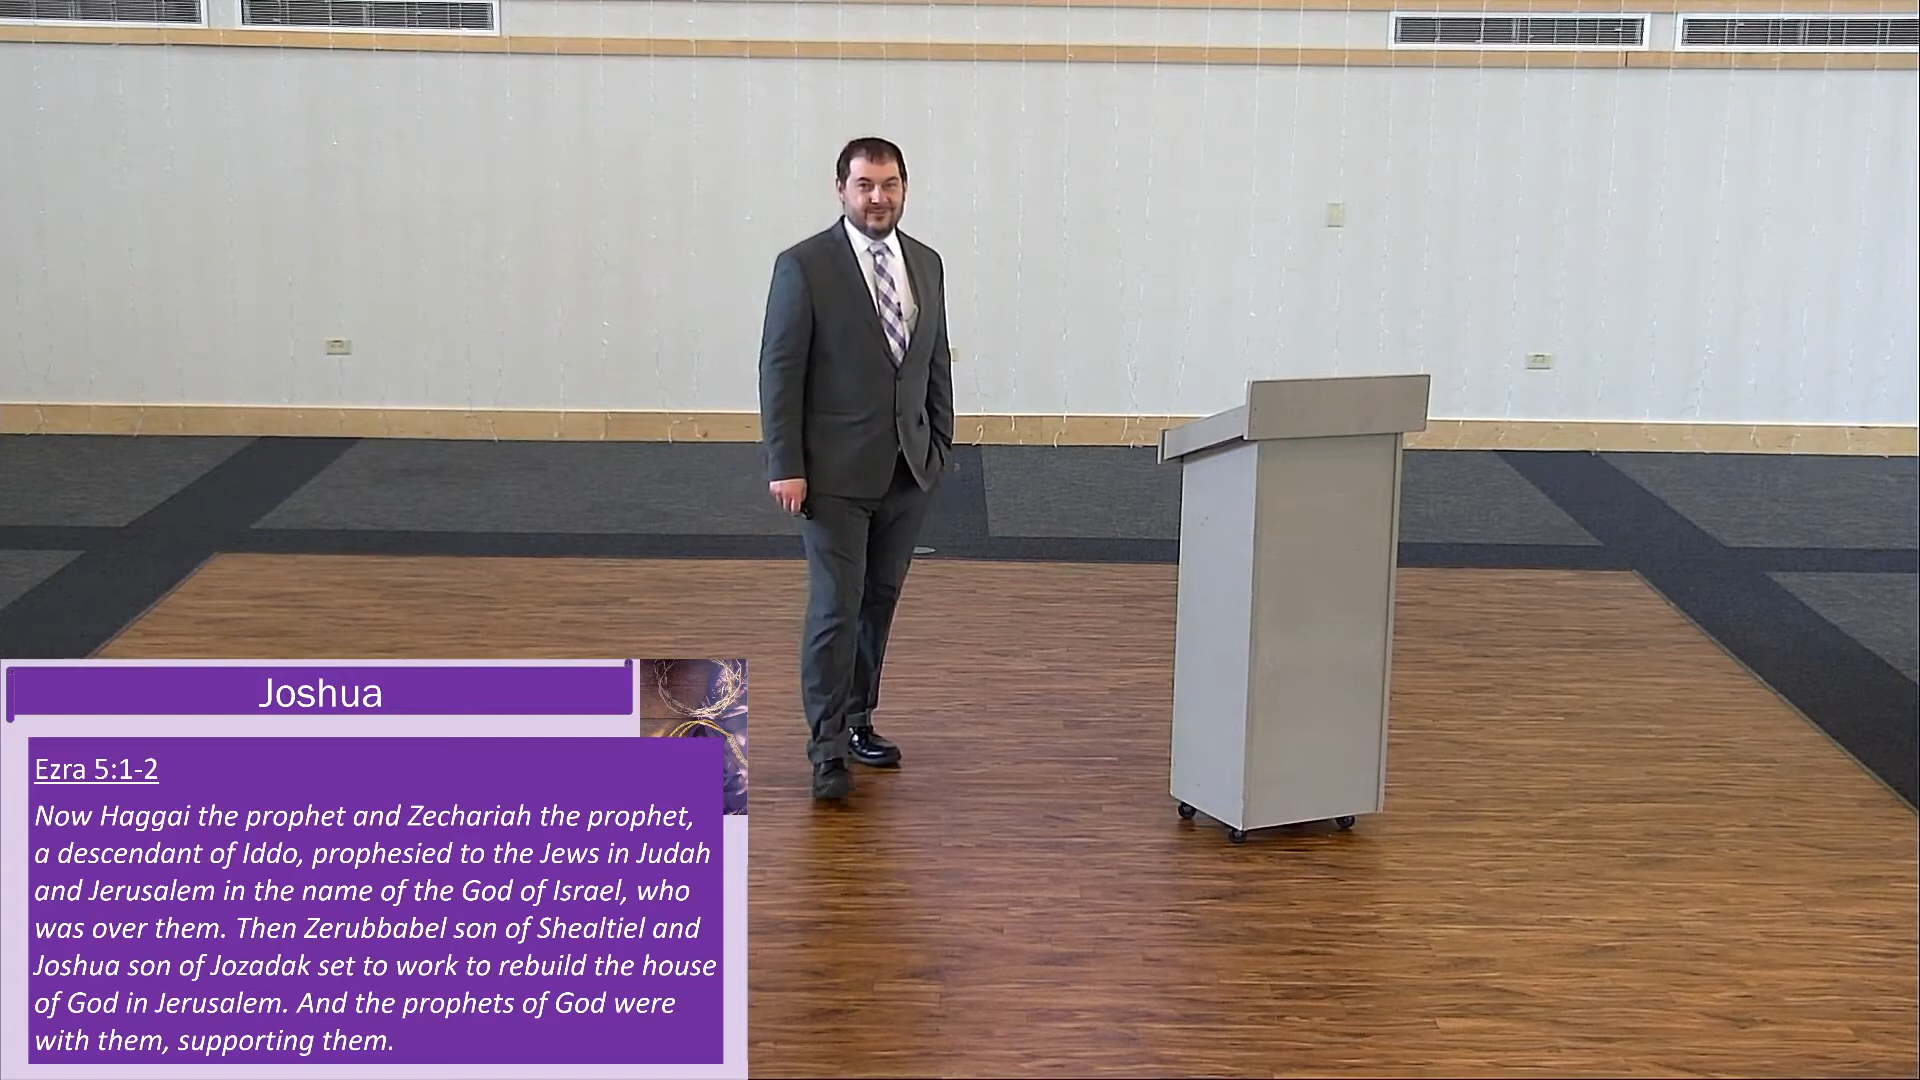 Joshua
Ezra 5:1-2
Now Haggai the prophet and Zechariah the prophet,
a descendant of Iddo, prophesied to the Jews in Judah
and Jerusalem in the name of the God of Israel, who
was over them. Then Zerubbabel son of Shealtiel and
Joshua son of Jozadak set to work to rebuild the house
of God in Jerusalem. And the prophets of God were
with them, supporting them.